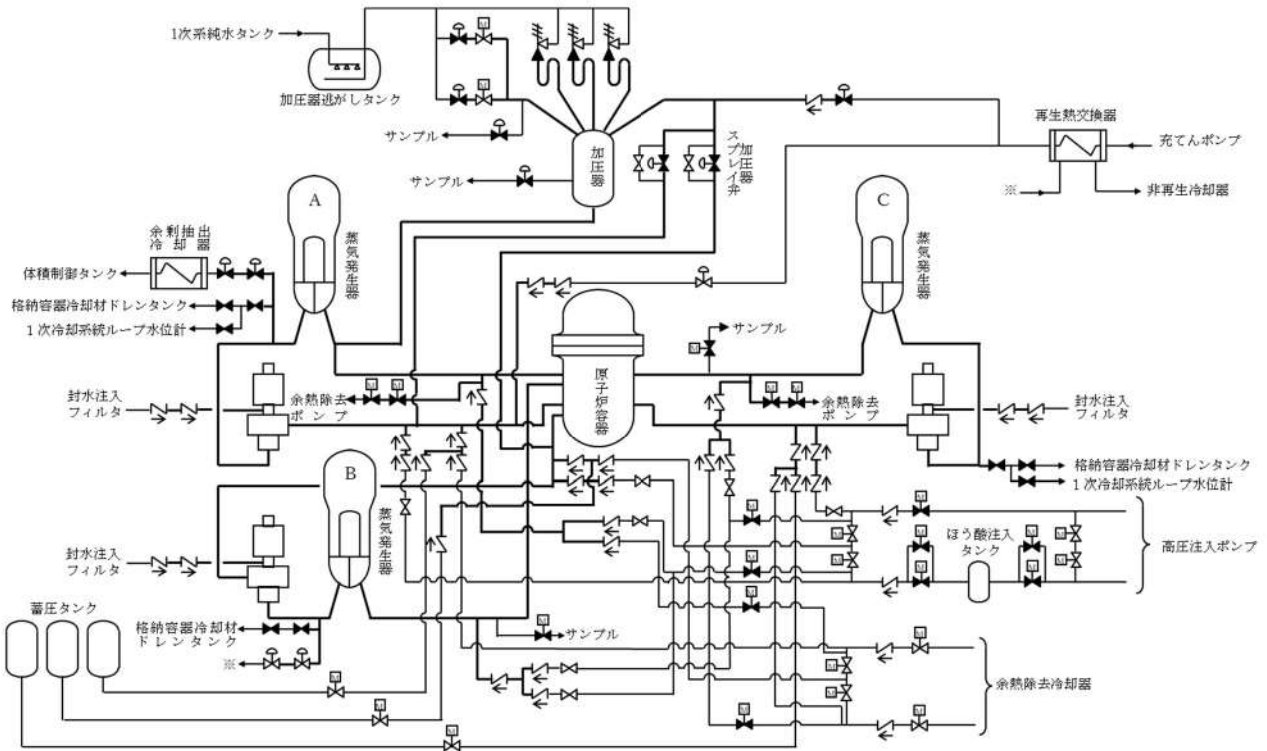 1次系純水タンク
M
加圧器逃がしタンク
M
サンプル
サンプル
加圧器
加圧器
スプレイ弁
再生熱交換器
充てんポンプ
※
非再生冷却器
A
蒸気発生器
C
蒸気発生器
余剰抽出
冷却器
体積制御タンク
格納容器冷却材ドレンタンク
1次冷却系統ループ水位計
サンプル
M
原子炉容器
封水注入
フィルタ
M
M
余熱除去
ポンプ
M
M
余熱除去
ポンプ
封水注入
フィルタ
格納容器冷却材ドレンタンク
1次冷却系統ループ水位計
B
蒸気発生器
封水注入
フィルタ
M
M
M
M
M
ほう酸注入
タンク
M
M
M
M
M
M
高圧注入ポンプ
M
M
蓄圧タンク
格納容器冷却材
ドレンタンク
※
M
サンプル
M
M
M
M
M
余熱除去冷却器
M
M
M